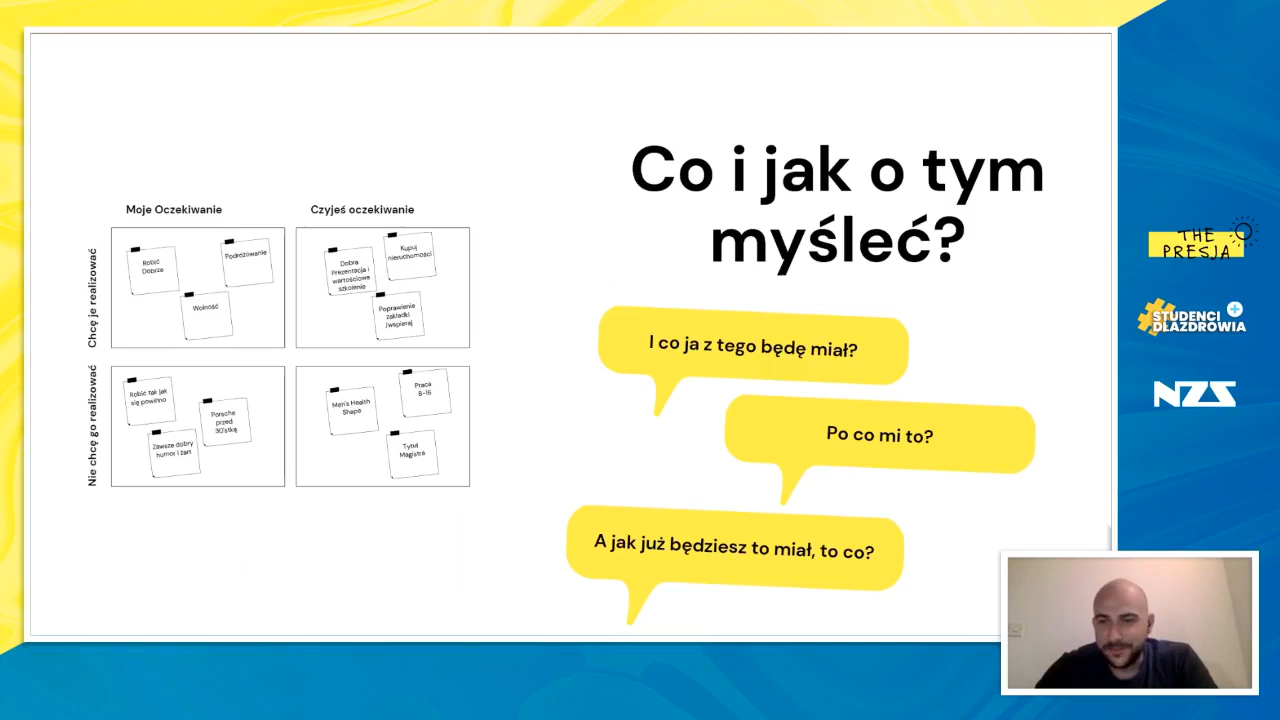 Co i jak o tym
myśleć?
Moje Oczekiwanie
Czyjeś oczekiwanie
Chcę je realizować
Robić
Dobrze
Podróżowanie
Wolność
Dobra
Prezentacja i
wartościowe
szkolenie
Kupuj
nieruchomości
Poprawienie
zakładki
/wspieraj
Nie chcę go realizować
Robić tak jak
się powinno
Porsche
przed
30'stką
Zawsze dobry
humor i żart
Men's Health
Shape
Praca
8-16
Tytuł
Magistra
I co ja z tego będę miał?
Po co mi to?
A jak już będziesz to miał, to co?
THE
PRESJA
#STUDENCI
DLAZDROWIA
NZS